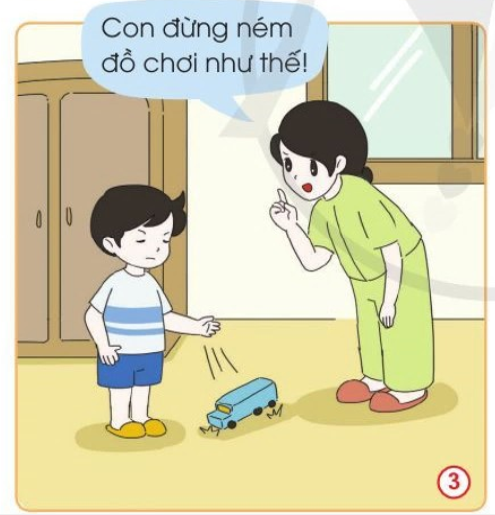 Con đừng ném
đồ chơi như thế!
3